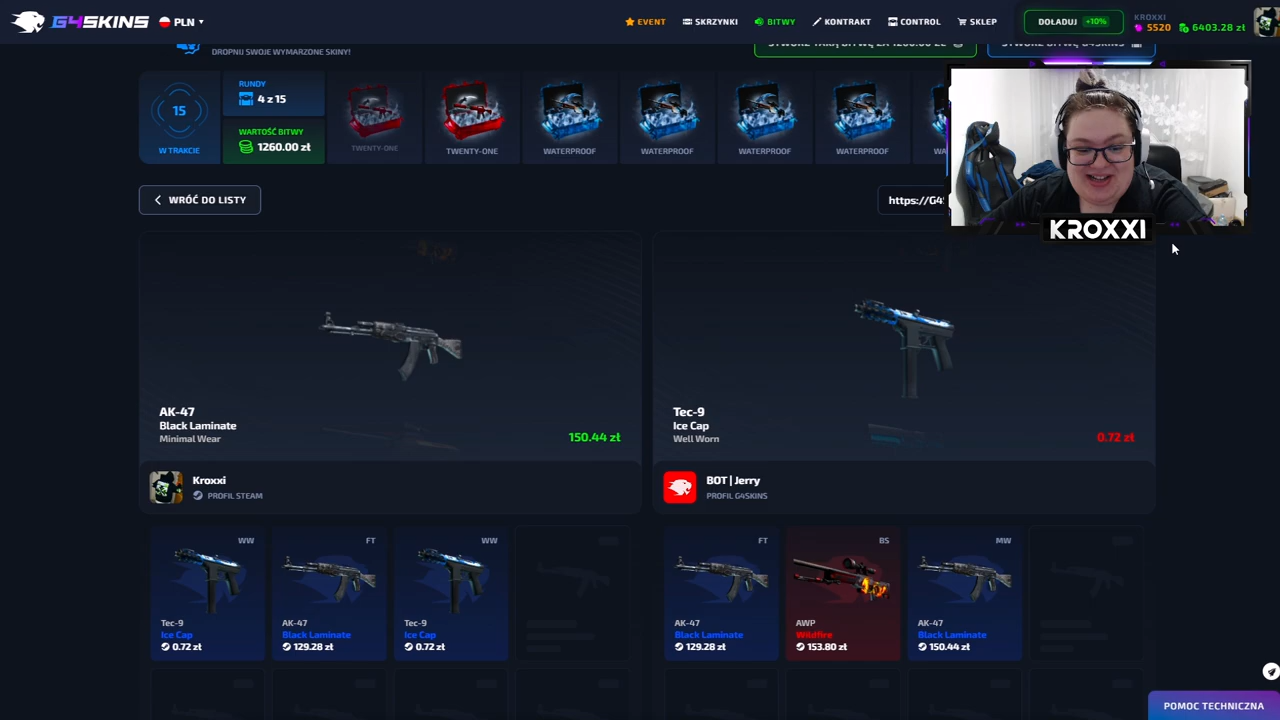 G4SKINS
PLN
EVENT
SKRZYNKI
BITWY
KONTRAKT
CONTROL
SKLEP
DOŁADUJ +10%
KROXXI
5520
6403.28 zł
DROPNIJ SWOJE WYMARZONE SKINY!
15
W TRAKCIE
RUNDY
4 z 15
WARTOŚĆ BITWY
1260.00 zł
TWENTY-ONE
TWENTY-ONE
WATERPROOF
WATERPROOF
WATERPROOF
WATERPROOF
WRÓĆ DO LISTY
https://G4S
KROXXI
AK-47
Black Laminate
Minimal Wear
150.44 zł
Tec-9
Ice Cap
Well Worn
0.72 zł
Kroxxi
PROFIL STEAM
BOT | Jerry
PROFIL G4SKINS
WW
Tec-9
Ice Cap
0.72 zł
FT
AK-47
Black Laminate
129.28 zł
WW
Tec-9
Ice Cap
0.72 zł
FT
AK-47
Black Laminate
129.28 zł
BS
AWP
Wildfire
153.80 zł
MW
AK-47
Black Laminate
150.44 zł
POMOC TECHNICZNA